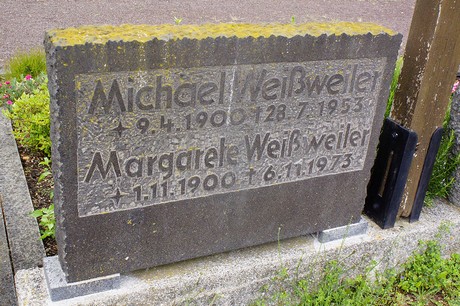 Michael Weißweiler
* 9.4.1900 † 28.7.1953
Margarete Weißweiler
* 1.11.1900 † 6.11.1973